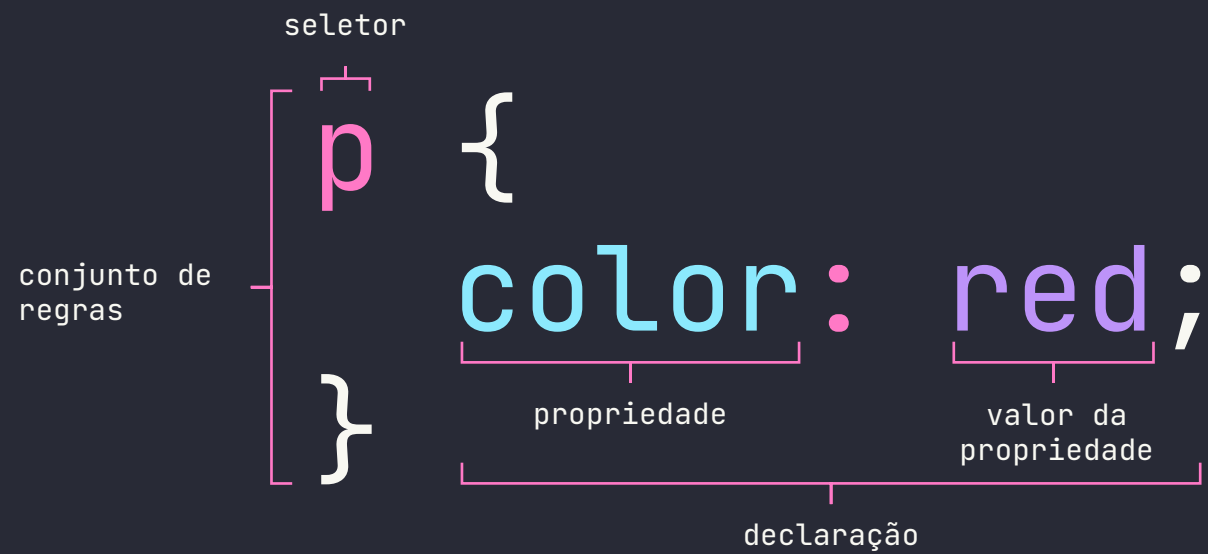 seletor
p {
conjunto de
regras
color: red;
}
propriedade
valor da
propriedade
declaração